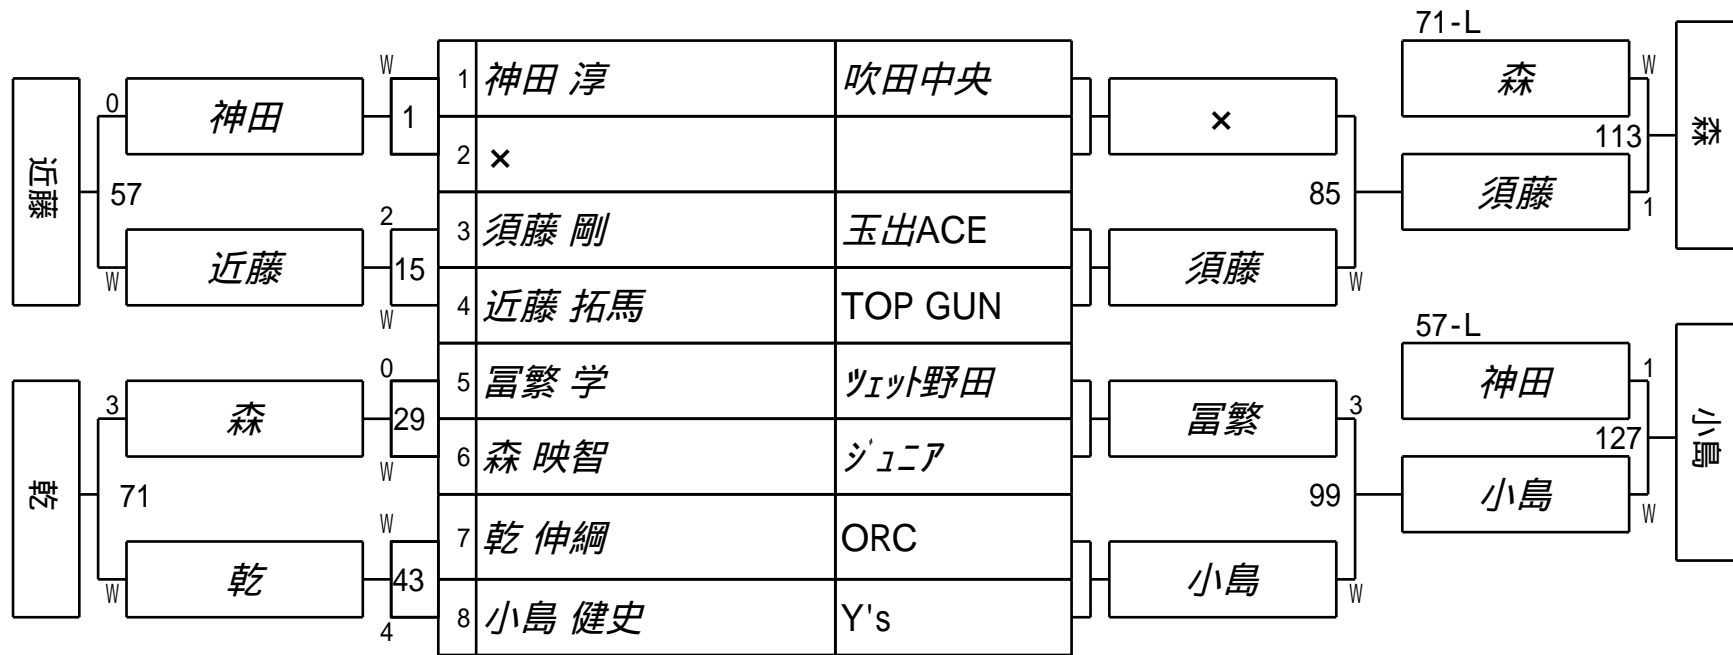 71-L
W
1 神田 淳 吹田中央
森
W
0
神田
1
×
113
森
2 ×
須藤
1
近藤
57
85
2
3 須藤 剛 玉出ACE
W
近藤
15
須藤
W
W
4 近藤 拓馬 TOP GUN
57-L
0
5 冨繁 学 ヅェット野田
神田
1
3
森
29
冨繁
3
W
6 森 映智 ジュニア
127
小島
乾
71
99
小島
W
W
7 乾 伸綱 ORC
W
乾
43
小島
W
4
8 小島 健史 Y's